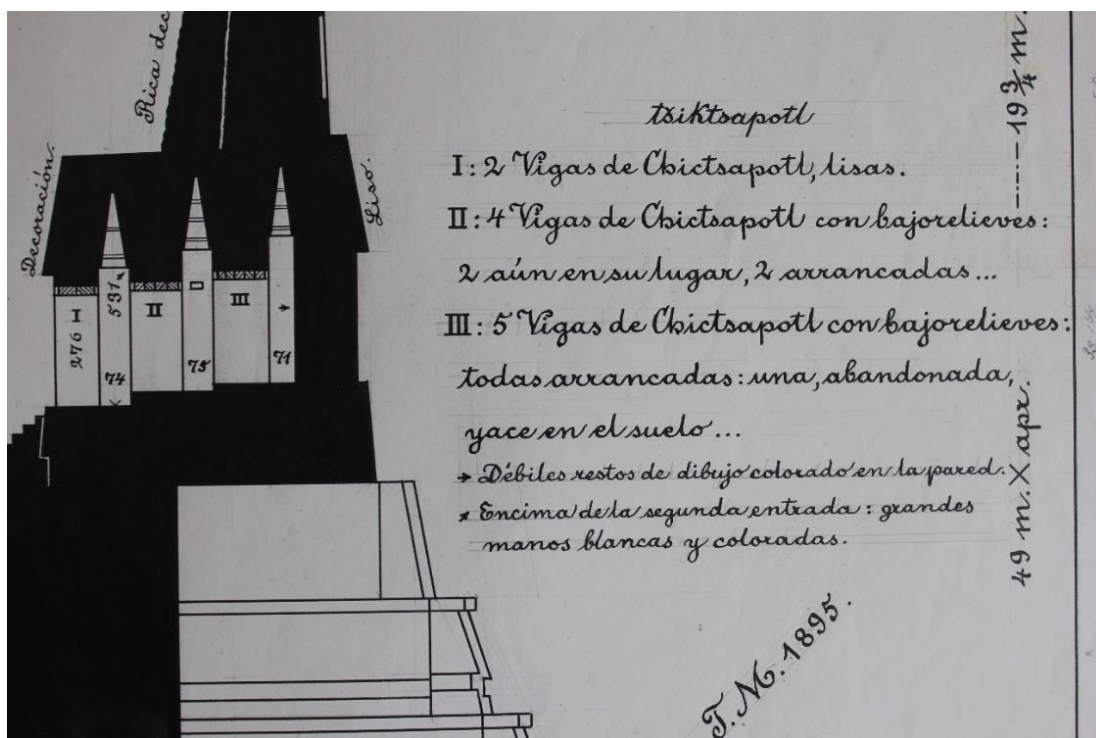 Rica dec
Decoración.
Liso.
I
276
531
74
II
75
III
71
tsiktsapotl
I: 2 Vigas de Chictsapotl, lisas.
II: 4 Vigas de Chictsapotl con bajorelieves:
2 aún en su lugar, 2 arrancadas...
III: 5 Vigas de Chictsapotl con bajorelieves:
todas arrancadas: una, abandonada,
yace en el suelo...
Débiles restos de dibujo colorado en la pared.
× Encima de la segunda entrada: grandes
manos blancas y coloradas.
T. M. 1895.
19 3/4 m.
49 m. X apr.